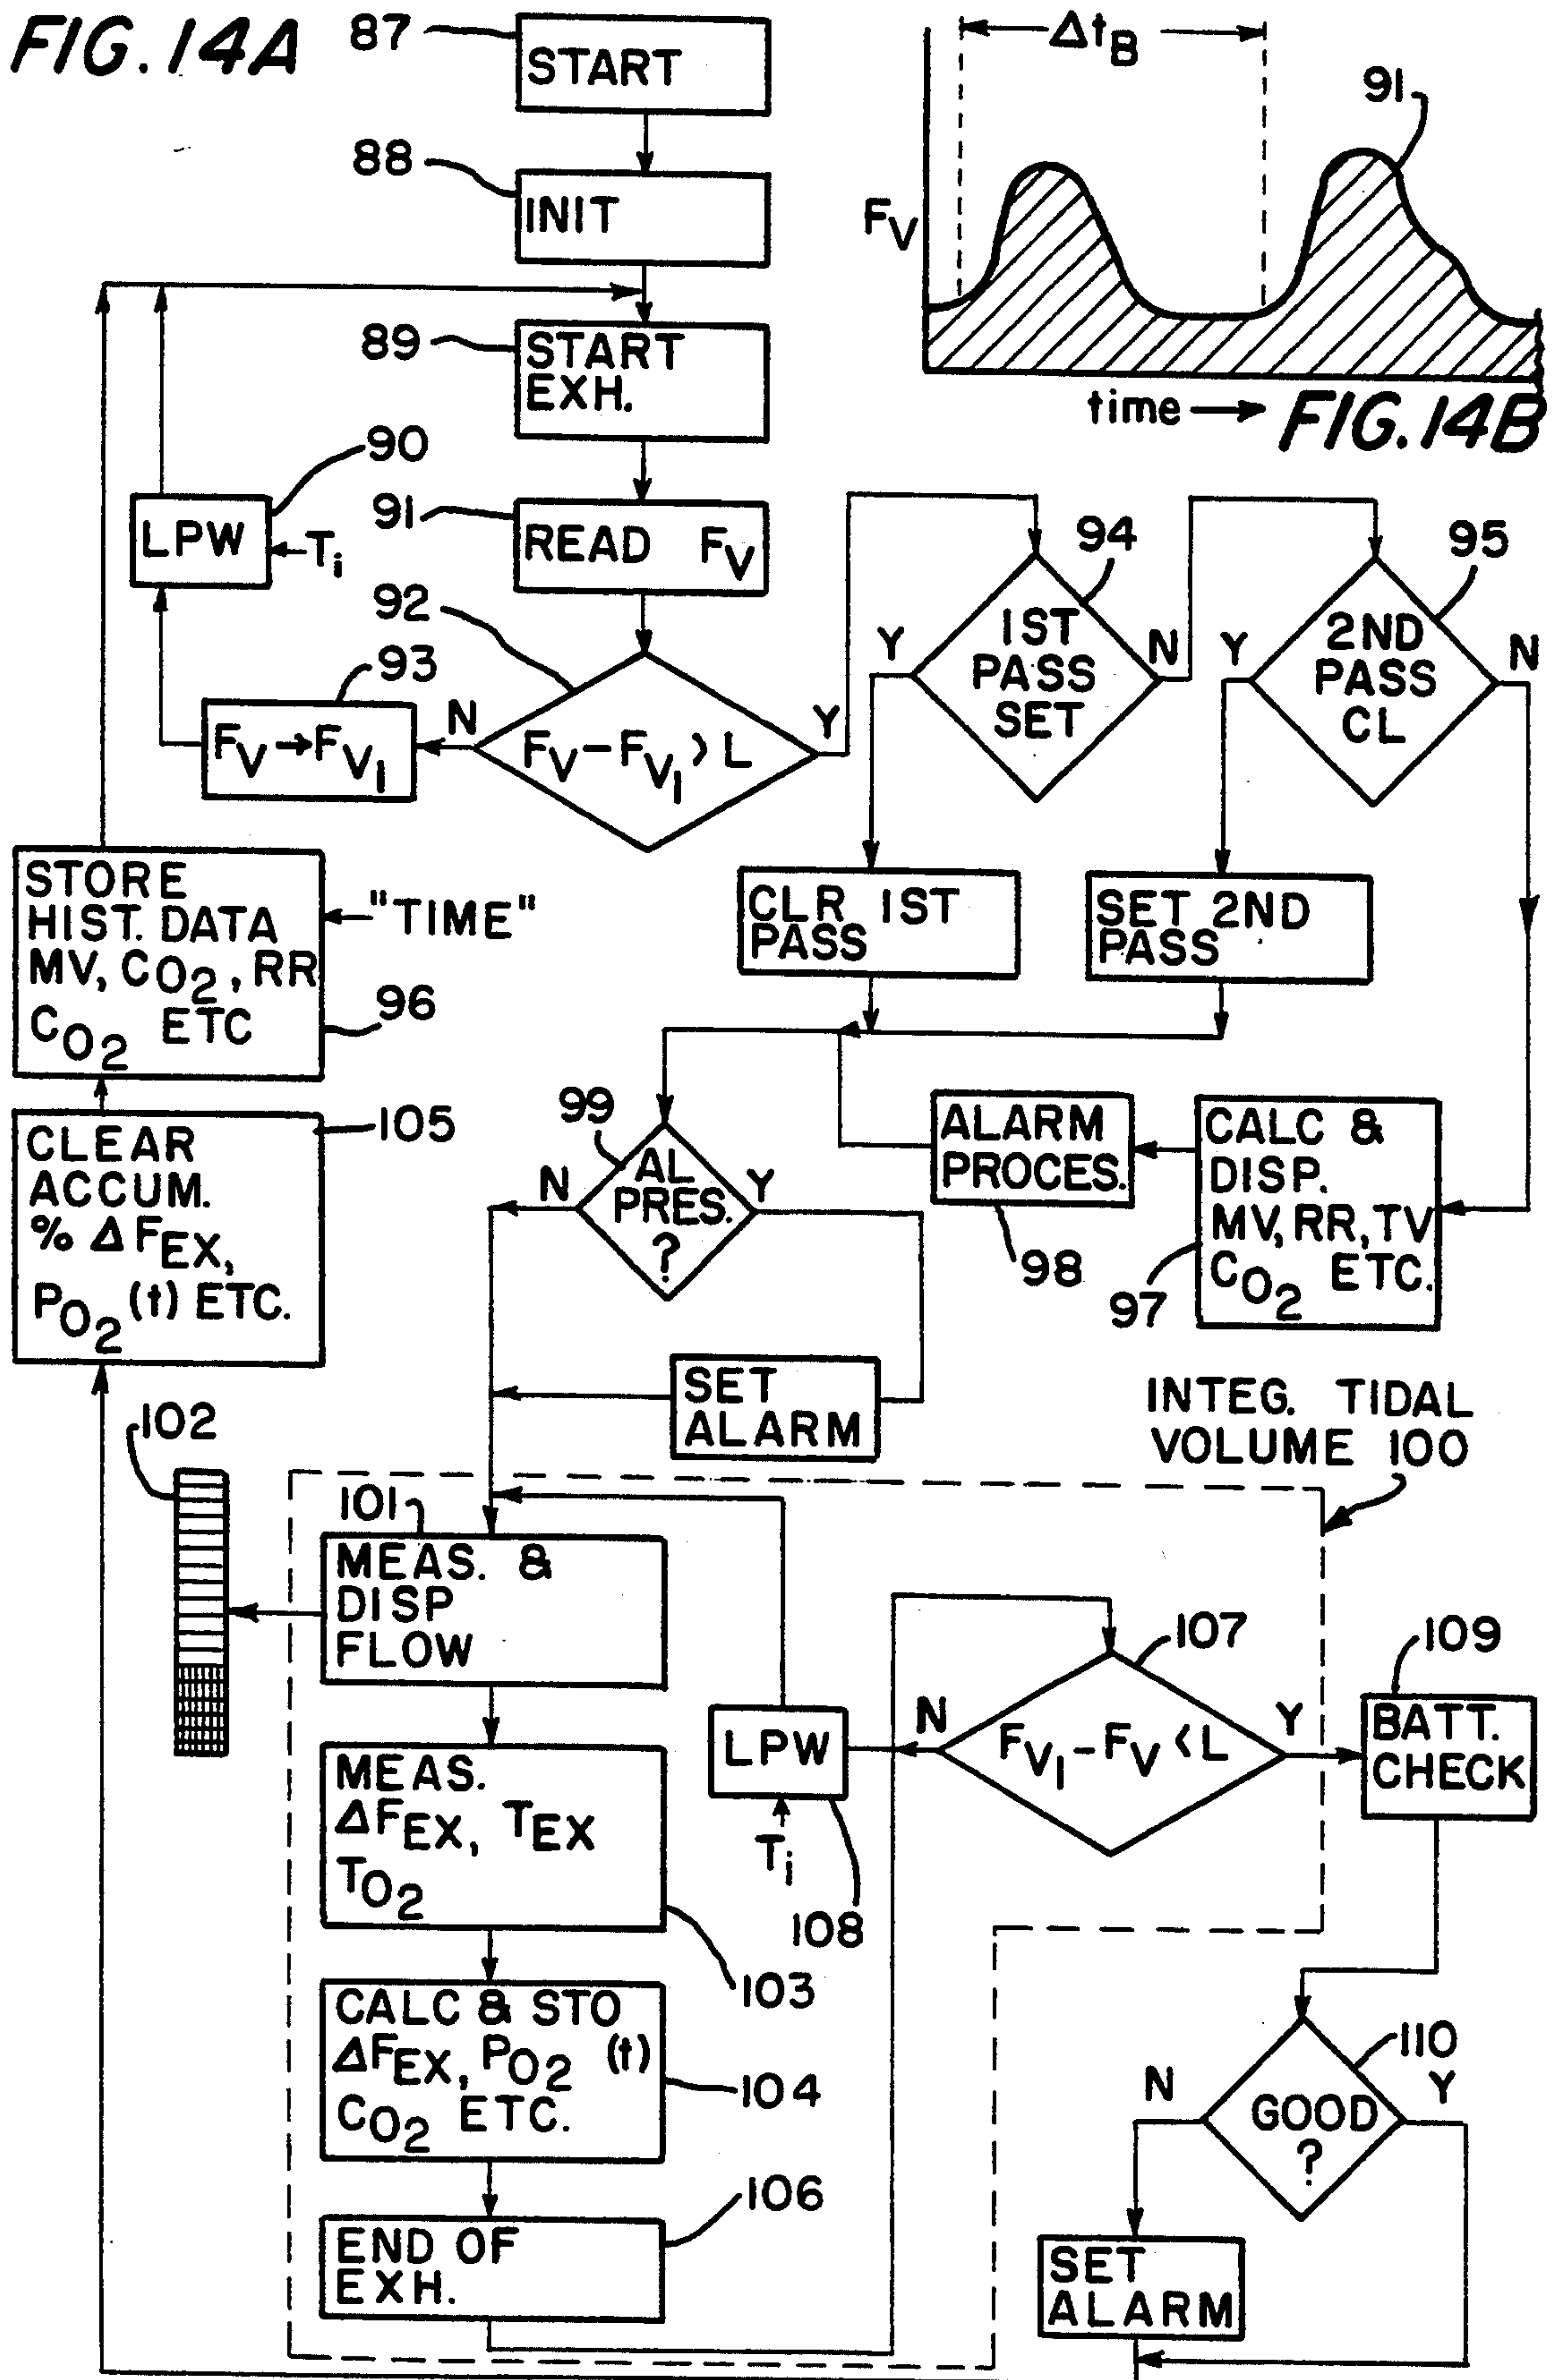 FIG. 14A
87
START
88
INIT
89
START
EXH.
90
LPW
Ti
91
READ FV
92
FV-FV1>L
N
Y
93
FV→FV1
ΔtB
91
FV
time →
FIG. 14B
94
1ST
PASS
SET
Y
N
95
2ND
PASS
CL
Y
N
CLR 1ST
PASS
SET 2ND
PASS
STORE
HIST. DATA
MV, CO2, RR
CO2 ETC
"TIME"
96
CLEAR
ACCUM.
% ΔFEX,
PO2 (t) ETC.
105
99
AL
PRES.
?
N
Y
ALARM
PROCES.
98
CALC &
DISP.
MV, RR, TV
CO2 ETC.
97
SET
ALARM
INTEG. TIDAL
VOLUME 100
102
101
MEAS. &
DISP
FLOW
MEAS.
ΔFEX, TEX
TO2
103
CALC & STO
ΔFEX, PO2 (t)
CO2 ETC.
104
END OF
EXH.
106
LPW
Ti
108
107
FV1-FV<L
N
Y
109
BATT.
CHECK
110
GOOD
?
N
Y
SET
ALARM